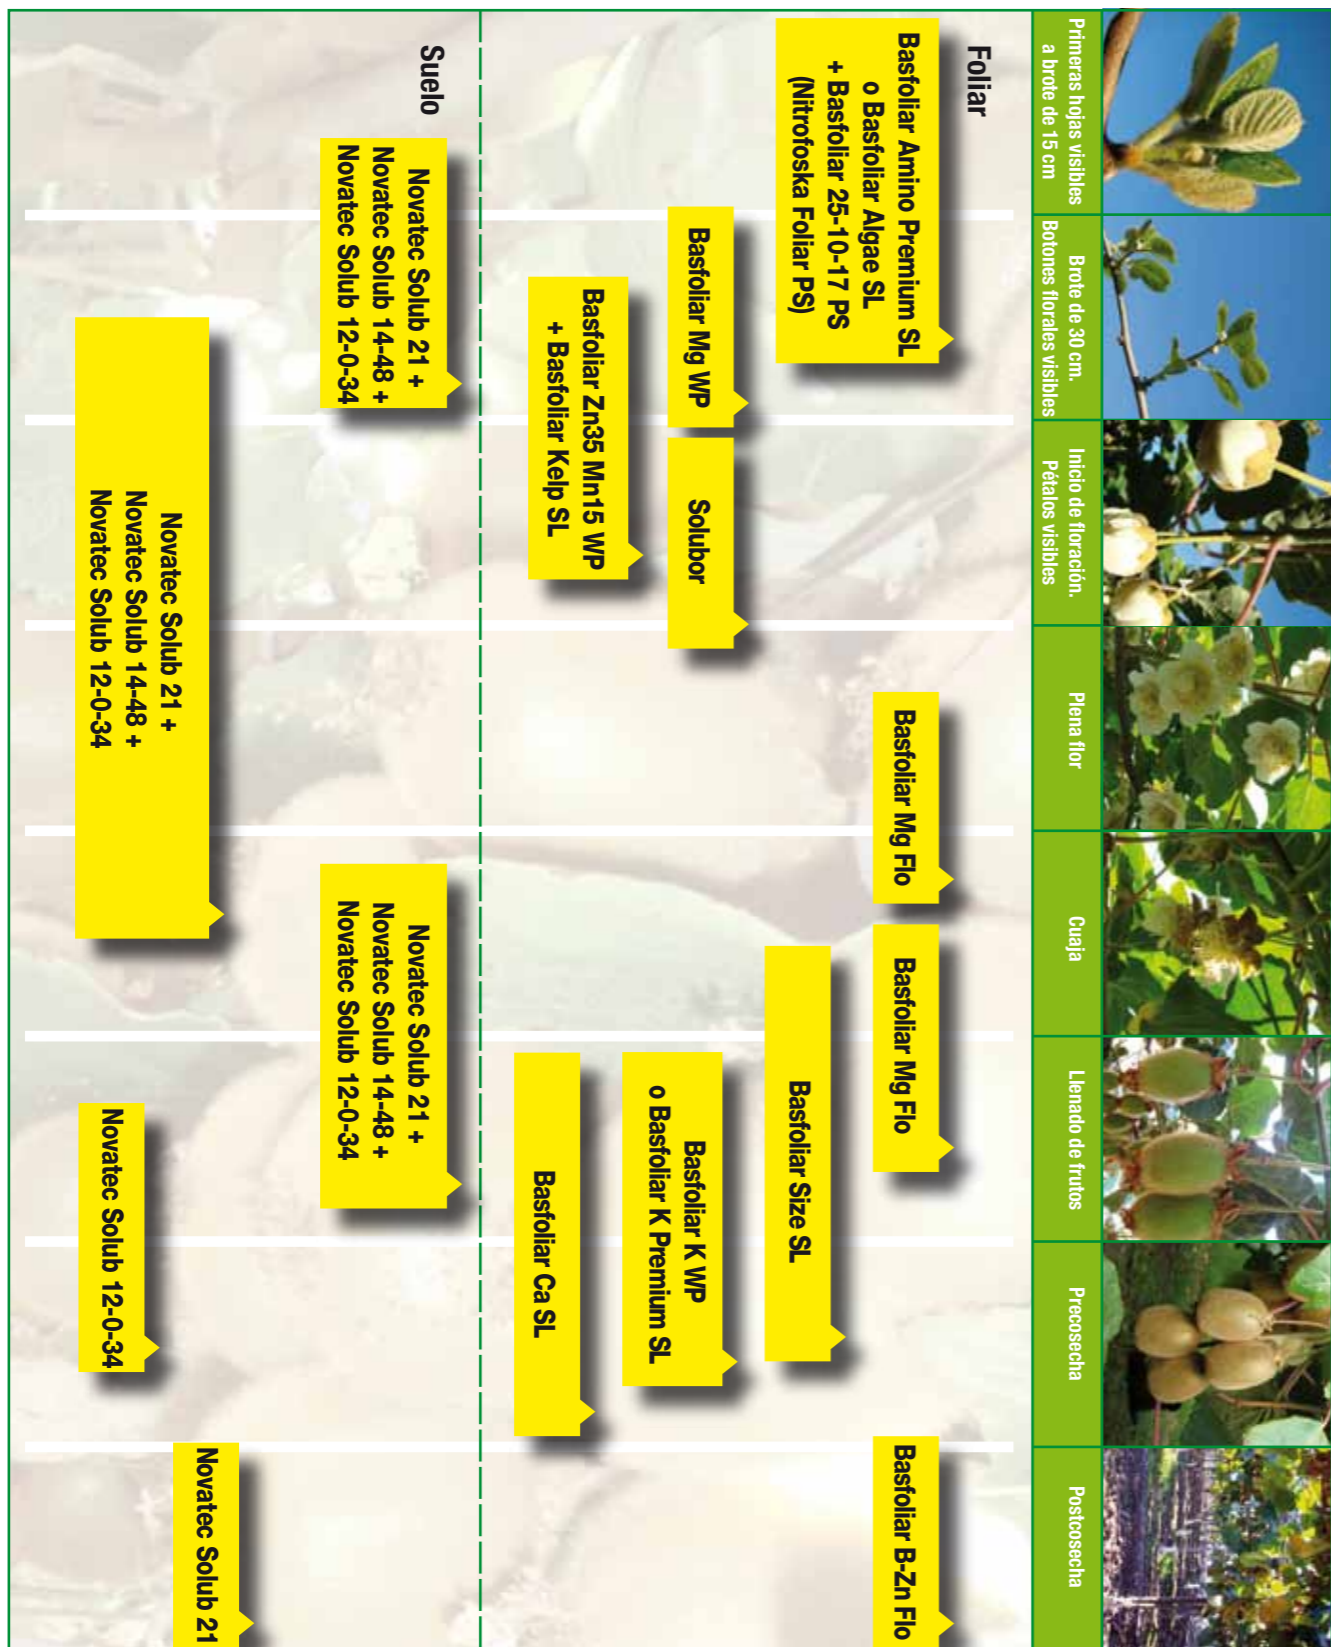 Primeras hojas visibles
a brote de 15 cm
Brote de 30 cm.
Botones florales visibles
Inicio de floración.
Pétalos visibles
Plena flor
Cuaja
Llenado de frutos
Precosecha
Postcosecha
Foliar
Basfoliar Amino Premium SL
o Basfoliar Algae SL
+ Basfoliar 25-10-17 PS
(Nitrofoska Foliar PS)
Basfoliar Mg Flo
Basfoliar Mg Flo
Basfoliar B-Zn Flo
Basfoliar Size SL
Basfoliar Mg WP
Solubor
Basfoliar K WP
o Basfoliar K Premium SL
Basfoliar Zn35 Mn15 WP
+ Basfoliar Kelp SL
Basfoliar Ca SL
Suelo
Novatec Solub 21 +
Novatec Solub 14-48 +
Novatec Solub 12-0-34
Novatec Solub 21 +
Novatec Solub 14-48 +
Novatec Solub 12-0-34
Novatec Solub 21
Novatec Solub 21 +
Novatec Solub 14-48 +
Novatec Solub 12-0-34
Novatec Solub 12-0-34